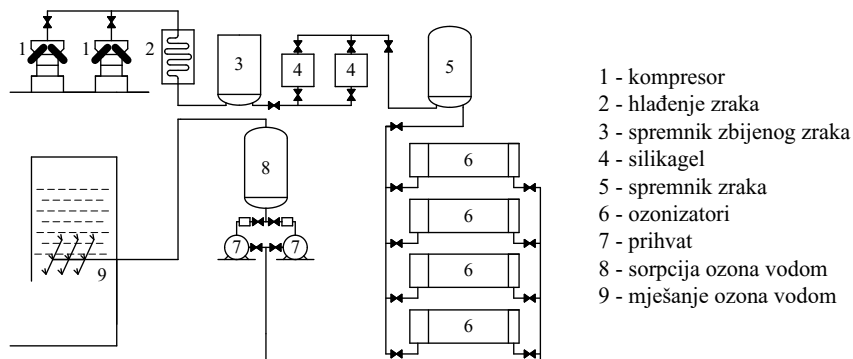 1
1
2
3
4
4
5
6
6
6
6
7
7
8
9
1 - kompresor
2 - hlađenje zraka
3 - spremnik zbijenog zraka
4 - silikagel
5 - spremnik zraka
6 - ozonizatori
7 - prihvat
8 - sorpcija ozona vodom
9 - mješanje ozona vodom